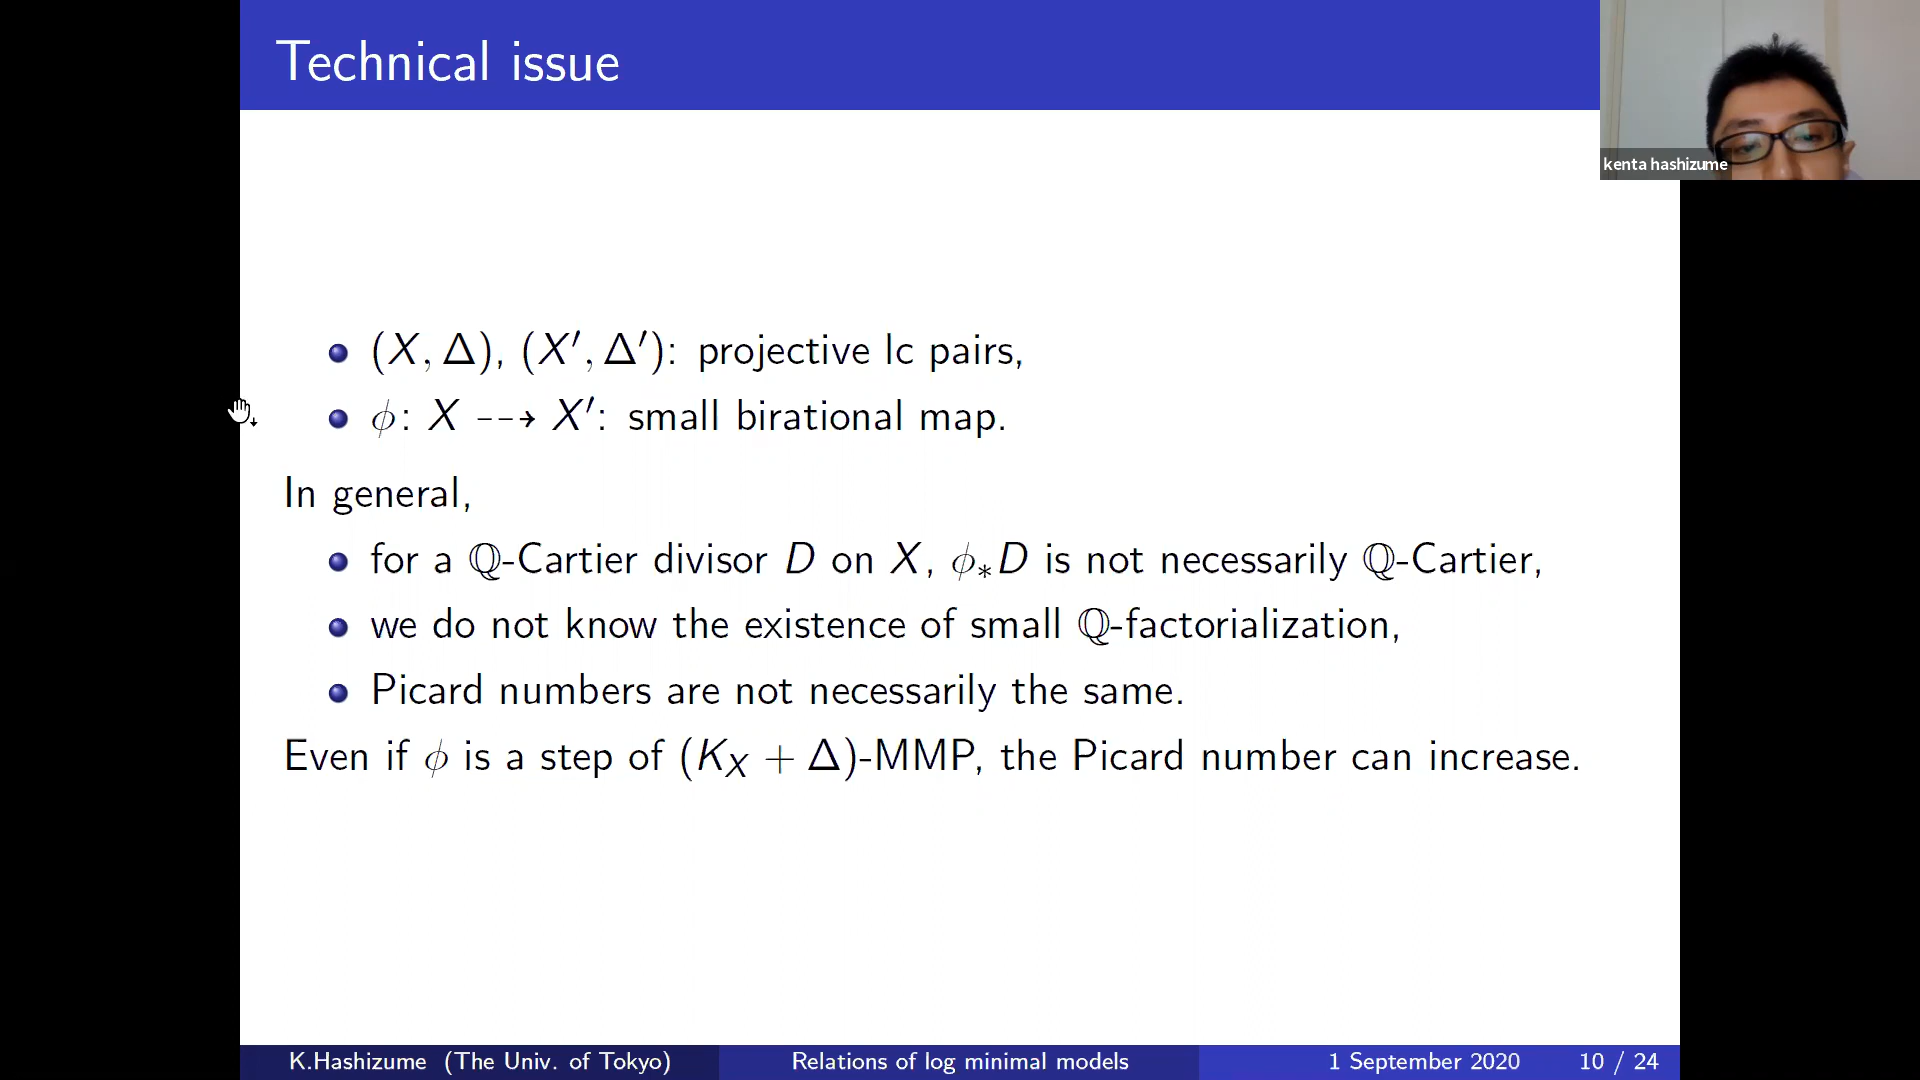 Technical issue
kenta hashizume
(X, Δ), (X′, Δ′): projective lc pairs,
ϕ: X ⇢ X′: small birational map.
In general,
for a ℚ-Cartier divisor D on X, ϕ∗D is not necessarily ℚ-Cartier,
we do not know the existence of small ℚ-factorialization,
Picard numbers are not necessarily the same.
Even if ϕ is a step of (K_X + Δ)-MMP, the Picard number can increase.
K.Hashizume (The Univ. of Tokyo) Relations of log minimal models 1 September 2020 10 / 24